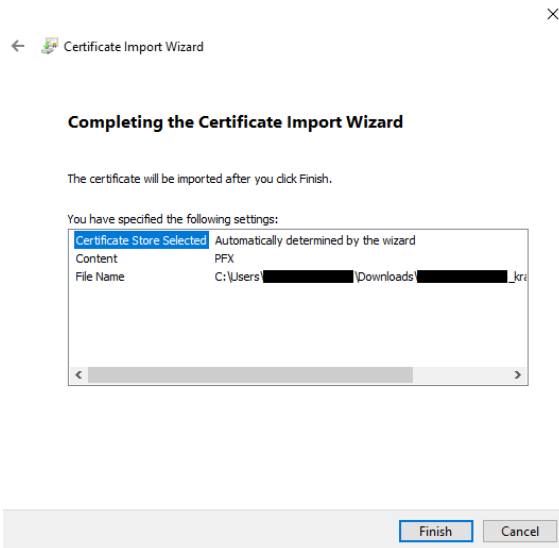 Certificate Import Wizard
Completing the Certificate Import Wizard
The certificate will be imported after you click Finish.
You have specified the following settings:
Certificate Store Selected Automatically determined by the wizard
Content PFX
File Name C:\Users\ \Downloads\ _kra
Finish Cancel